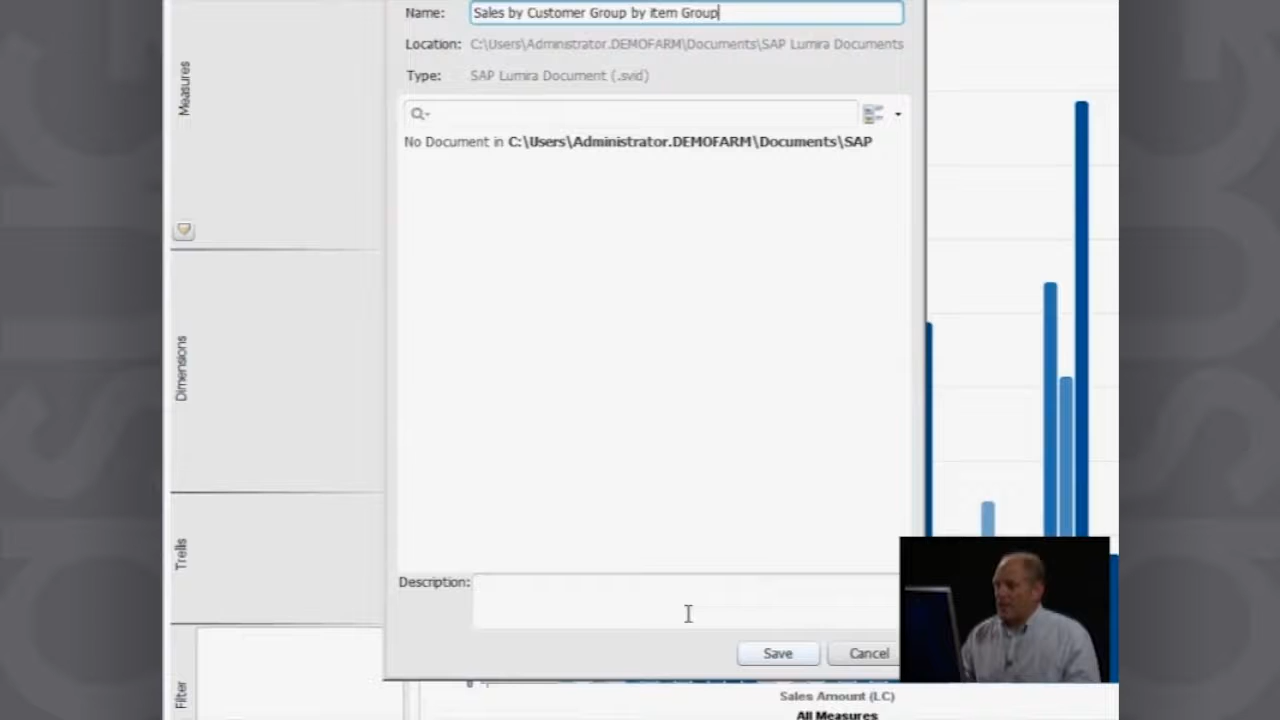 Name: Sales by Customer Group by item Group
Location: C:\Users\Administrator.DEMOFARM\Documents\SAP Lumira Documents
Type: SAP Lumira Document (.svid)
No Document in C:\Users\Administrator.DEMOFARM\Documents\SAP
Measures
Dimensions
Trellis
Filter
Description:
Save Cancel
Sales Amount (LC)
All Measures